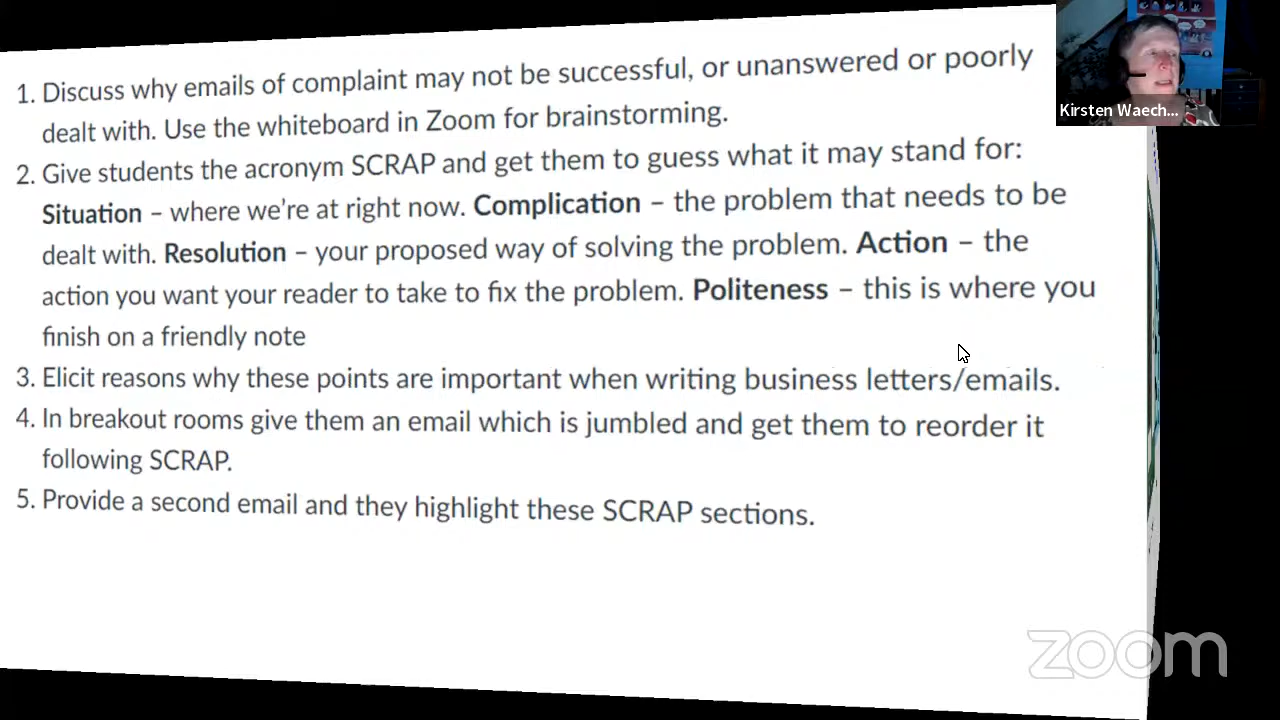 1. Discuss why emails of complaint may not be successful, or unanswered or poorly
dealt with. Use the whiteboard in Zoom for brainstorming.
2. Give students the acronym SCRAP and get them to guess what it may stand for:
Situation – where we're at right now. Complication – the problem that needs to be
dealt with. Resolution – your proposed way of solving the problem. Action – the
action you want your reader to take to fix the problem. Politeness – this is where you
finish on a friendly note
3. Elicit reasons why these points are important when writing business letters/emails.
4. In breakout rooms give them an email which is jumbled and get them to reorder it
following SCRAP.
5. Provide a second email and they highlight these SCRAP sections.
Kirsten Waech...
zoom